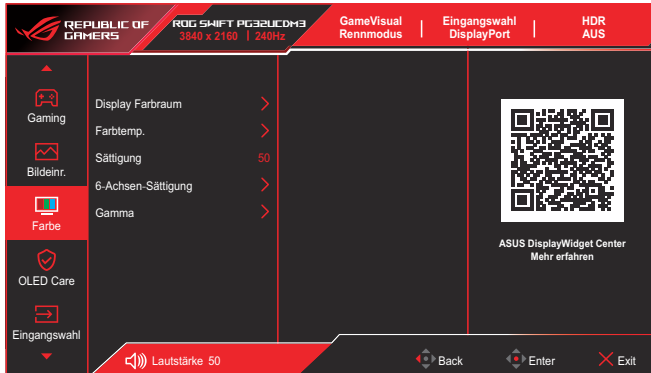 REPUBLIC OF
GAMERS
ROG SWIFT PG32UCDM3
3840 x 2160 | 240Hz
GameVisual
Rennmodus
Eingangswahl
DisplayPort
HDR
AUS
Gaming
Bildeinr.
Farbe
OLED Care
Eingangswahl
Display Farbraum
Farbtemp.
Sättigung 50
6-Achsen-Sättigung
Gamma
ASUS DisplayWidget Center
Mehr erfahren
Lautstärke 50
Back
Enter
Exit